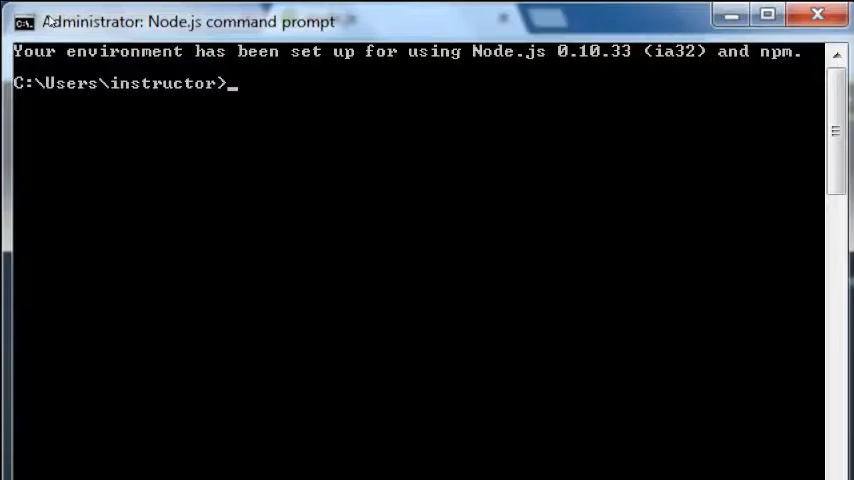 Administrator: Node.js command prompt
Your environment has been set up for using Node.js 0.10.33 (ia32) and npm.
C:\Users\instructor>_